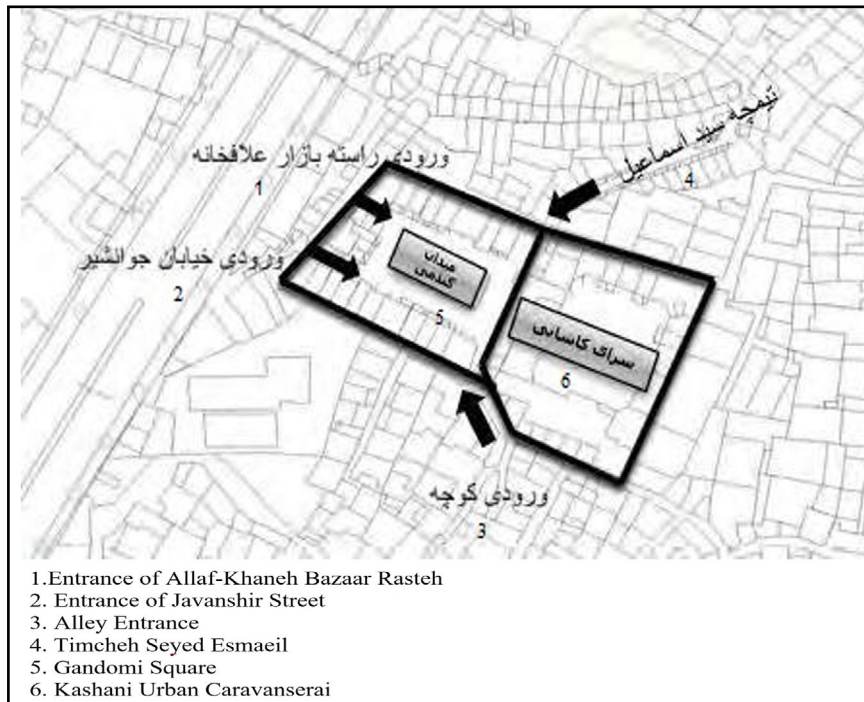 تیمچه سید اسماعیل
4
ورودی راسته بازار علافخانه
1
ورودی خیابان جوانشیر
2
میدان
گندمی
5
سرای کاسانی
6
ورودی کوچه
3
1.Entrance of Allaf-Khaneh Bazaar Rasteh
2. Entrance of Javanshir Street
3. Alley Entrance
4. Timcheh Seyed Esmaeil
5. Gandomi Square
6. Kashani Urban Caravanserai